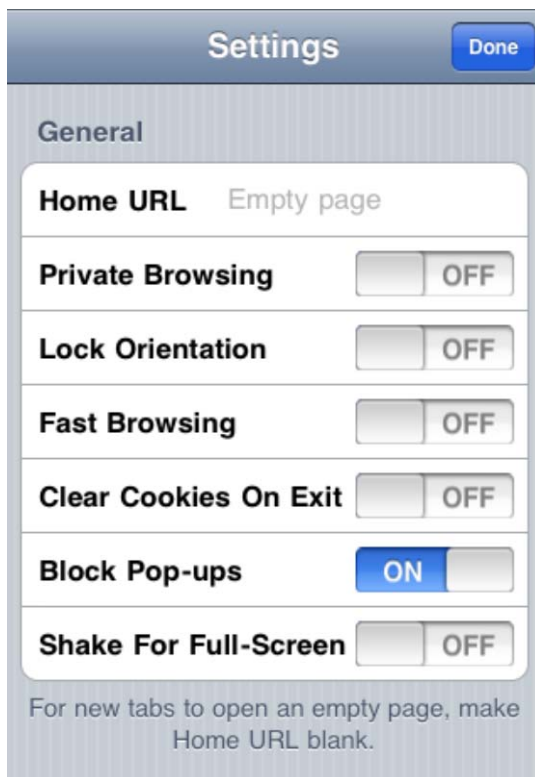 Settings
Done
General
Home URL Empty page
Private Browsing OFF
Lock Orientation OFF
Fast Browsing OFF
Clear Cookies On Exit OFF
Block Pop-ups ON
Shake For Full-Screen OFF
For new tabs to open an empty page, make
Home URL blank.